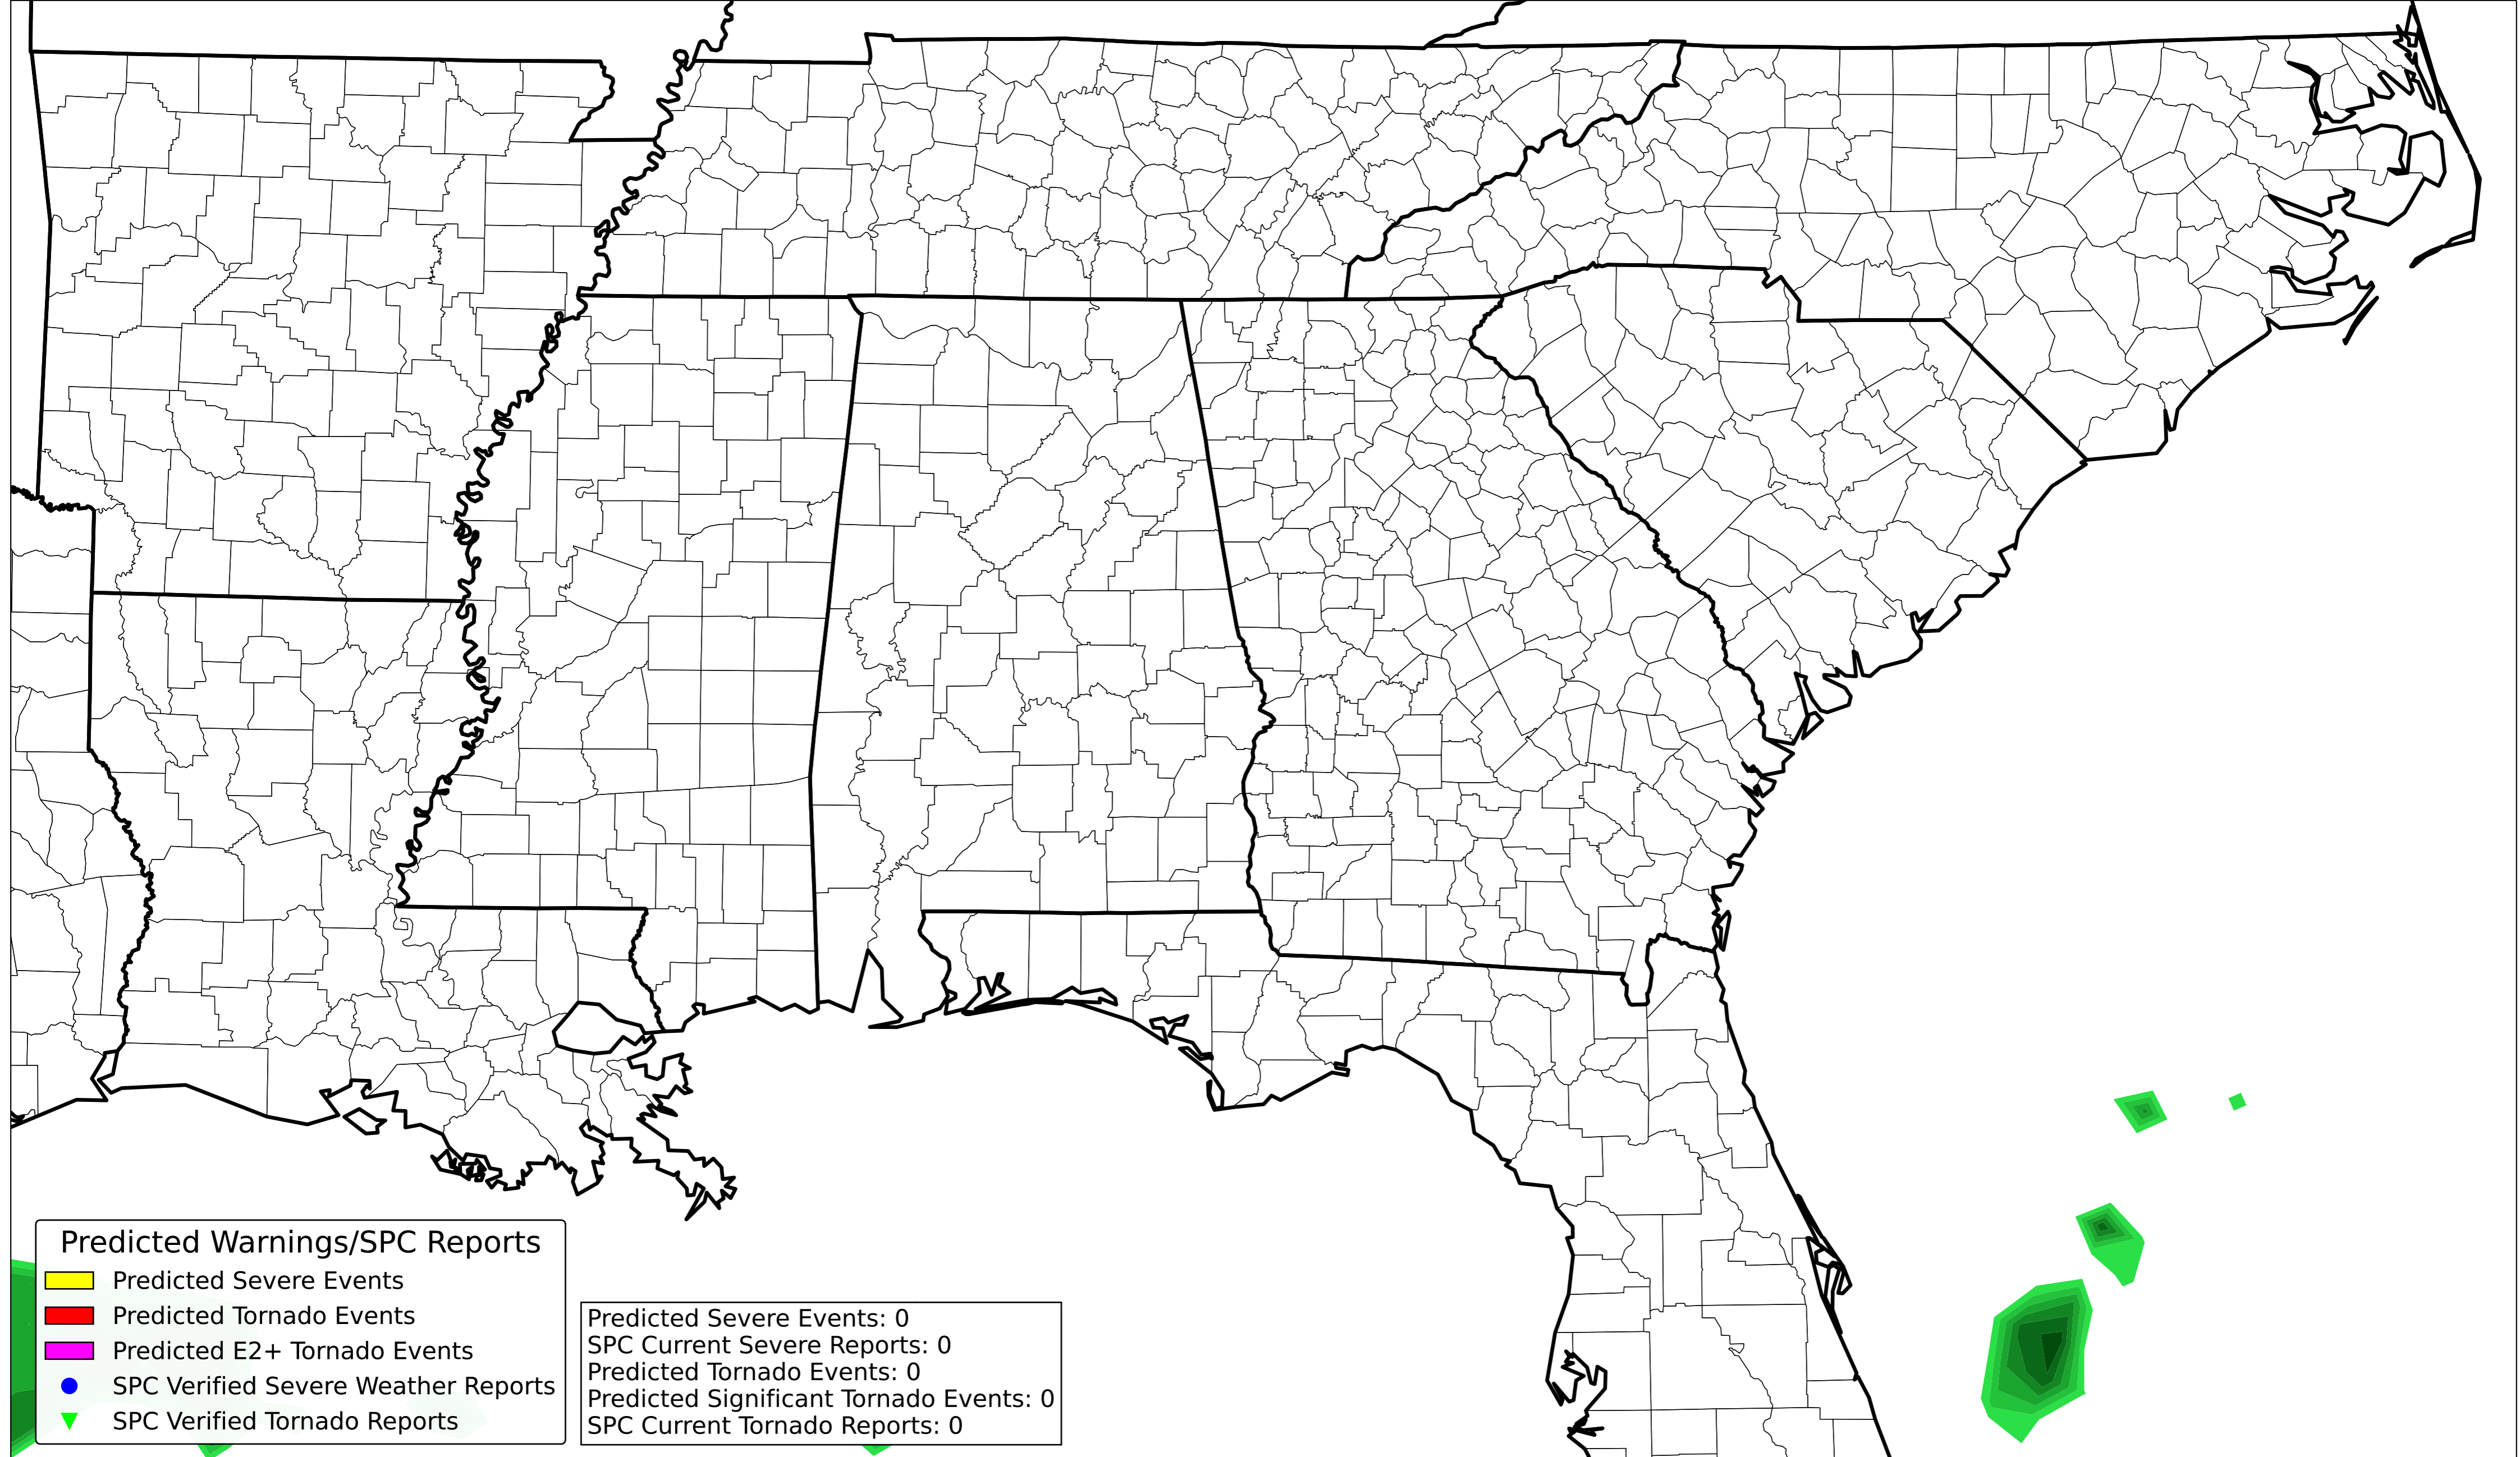 Predicted Warnings/SPC Reports
Predicted Severe Events
Predicted Tornado Events
Predicted E2+ Tornado Events
SPC Verified Severe Weather Reports
SPC Verified Tornado Reports
Predicted Severe Events: 0
SPC Current Severe Reports: 0
Predicted Tornado Events: 0
Predicted Significant Tornado Events: 0
SPC Current Tornado Reports: 0